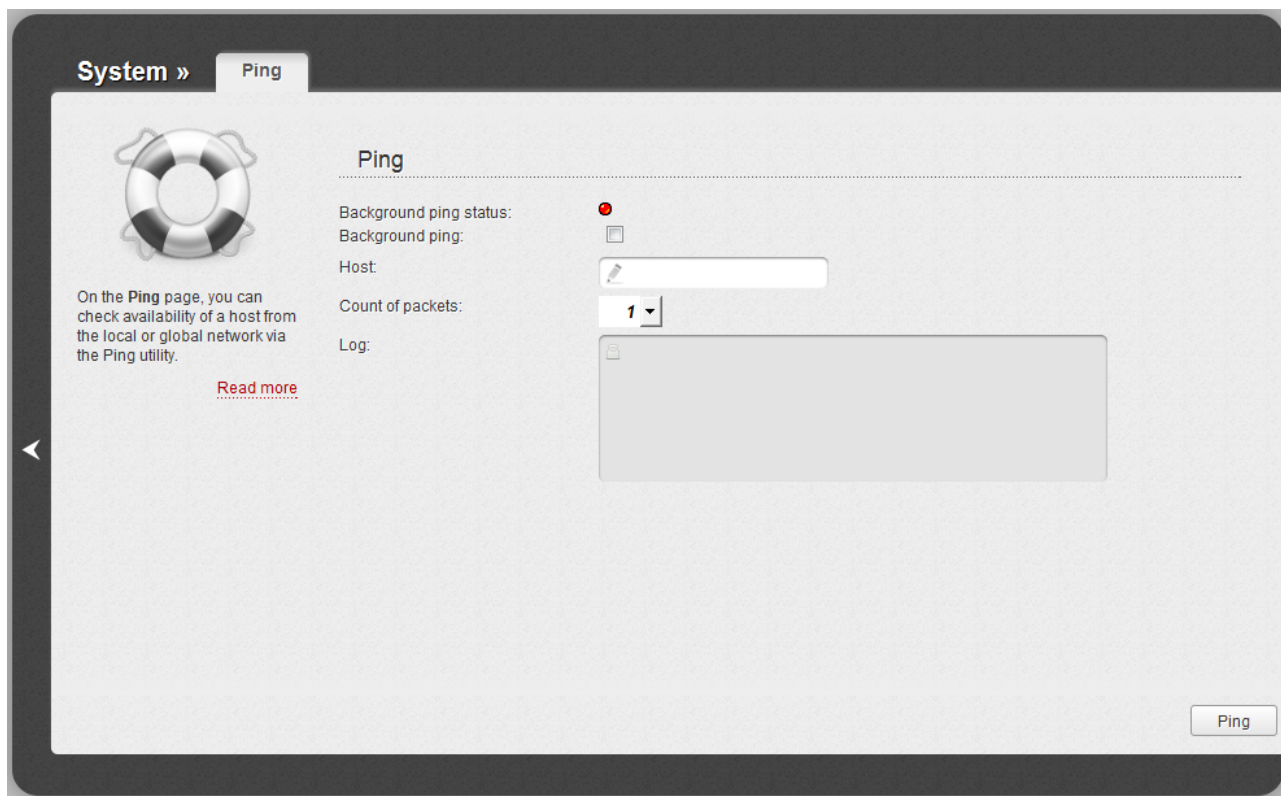 System »
Ping
On the Ping page, you can
check availability of a host from
the local or global network via
the Ping utility.
Read more
Ping
Background ping status:
Background ping:
Host:
Count of packets:
1
Log:
Ping